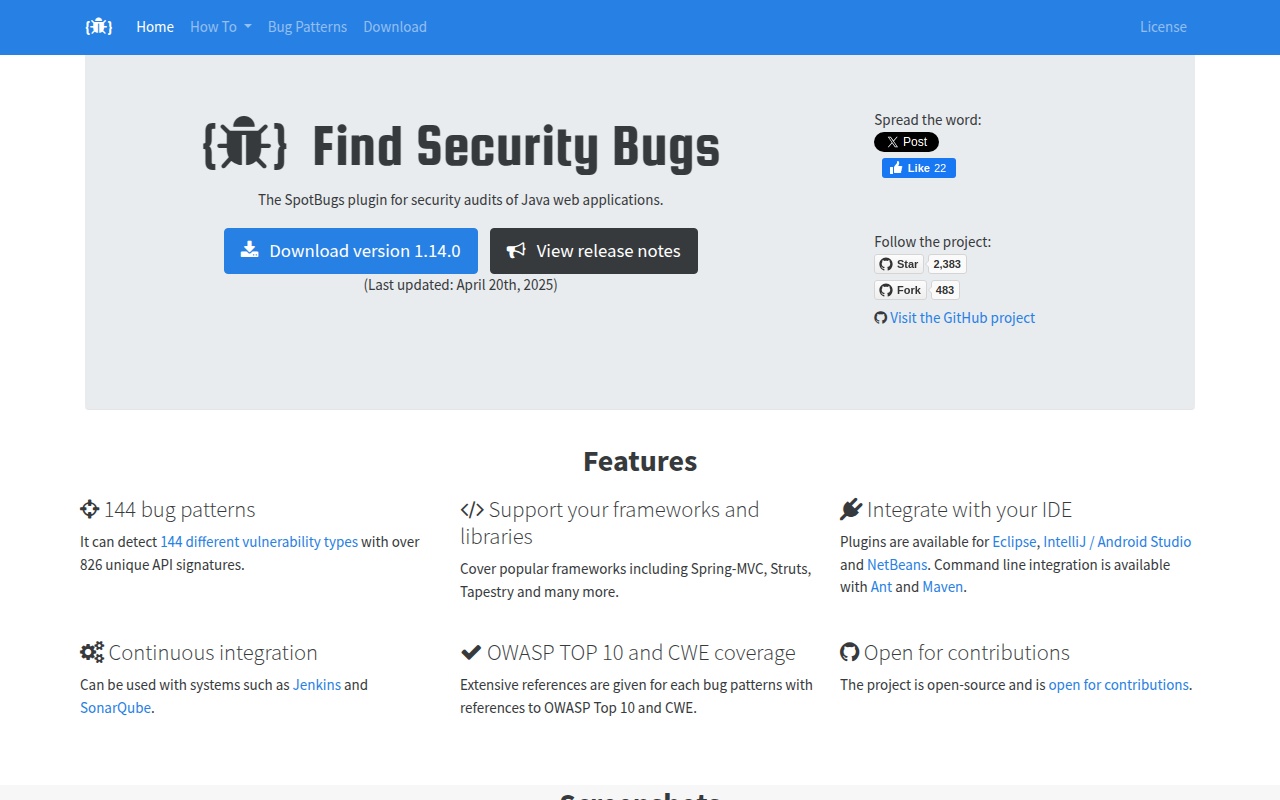 Home How To Bug Patterns Download License
Find Security Bugs
The SpotBugs plugin for security audits of Java web applications.
Download version 1.14.0 View release notes
(Last updated: April 20th, 2025)
Spread the word:
Post
Like 22
Follow the project:
Star 2,383
Fork 483
Visit the GitHub project
Features
144 bug patterns
It can detect 144 different vulnerability types with over
826 unique API signatures.
Support your frameworks and
libraries
Cover popular frameworks including Spring-MVC, Struts,
Tapestry and many more.
Integrate with your IDE
Plugins are available for Eclipse, IntelliJ / Android Studio
and NetBeans. Command line integration is available
with Ant and Maven.
Continuous integration
Can be used with systems such as Jenkins and
SonarQube.
OWASP TOP 10 and CWE coverage
Extensive references are given for each bug patterns with
references to OWASP Top 10 and CWE.
Open for contributions
The project is open-source and is open for contributions.
Screenshots